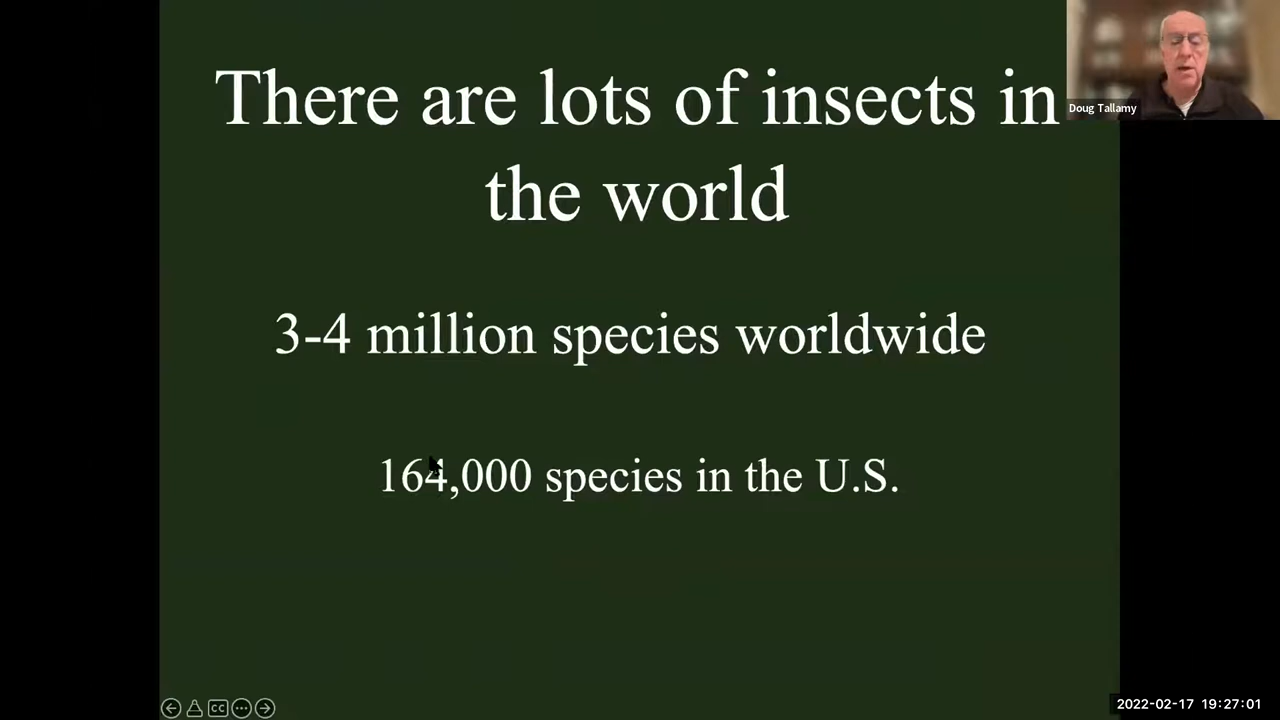 There are lots of insects in
the world
Doug Tallamy
3-4 million species worldwide
164,000 species in the U.S.
CC
2022-02-17 19:27:01